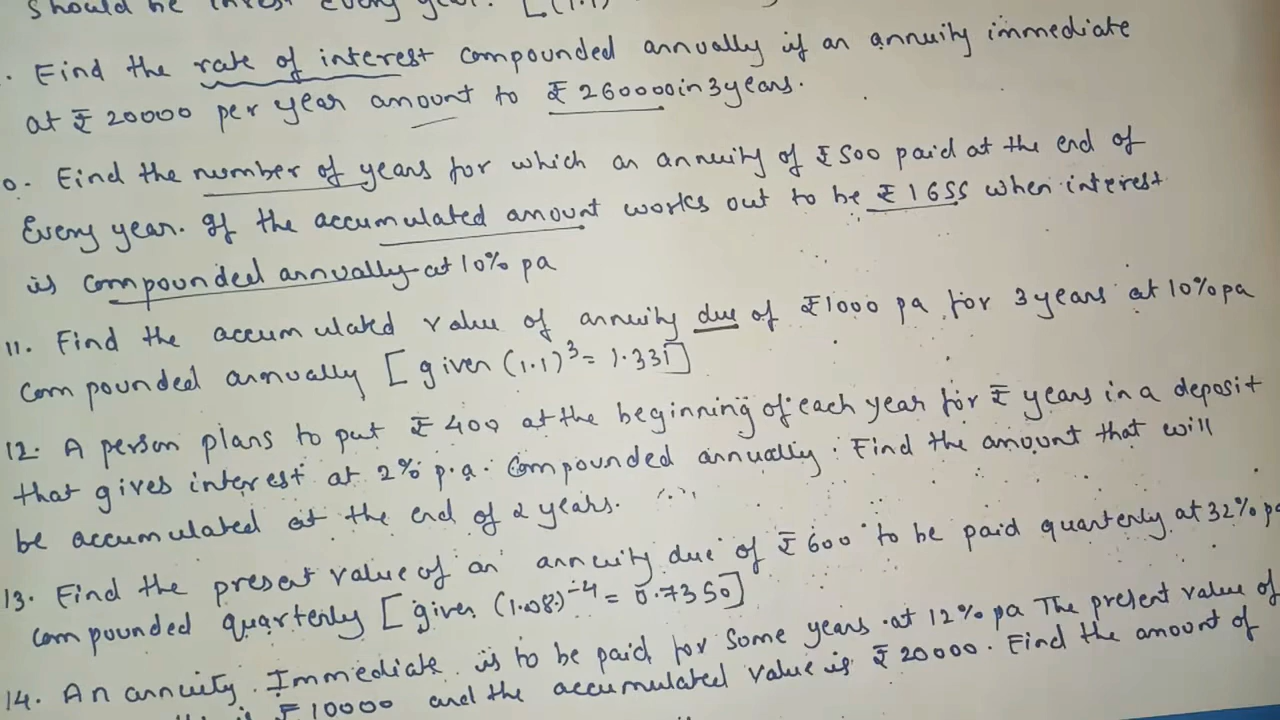 should be invest every year. [(1.1)
. Find the rate of interest compounded annually if an annuity immediate
at ₹ 20000 per year amount to ₹ 260000 in 3 years.
0. Find the number of years for which an annuity of ₹ 500 paid at the end of
Every year. If the accumulated amount works out to be ₹ 1655 when interest
is compounded annually at 10% pa
11. Find the accumulated value of annuity due of ₹1000 pa for 3 years at 10% pa
compounded annually [given (1.1)³ = 1.331]
12. A person plans to put ₹ 400 at the beginning of each year for ₹ years in a deposit
that gives interest at 2% p.a. Compounded annually. Find the amount that will
be accumulated at the end of 2 years.
13. Find the present value of an annuity due of ₹ 600 to be paid quarterly at 32% pa
compounded quarterly [given (1.08)⁻⁴ = 0.7350]
14. An annuity Immediate is to be paid for some years at 12% pa The present value of
₹ 10000 and the accumulated value is ₹ 20000. Find the amount of